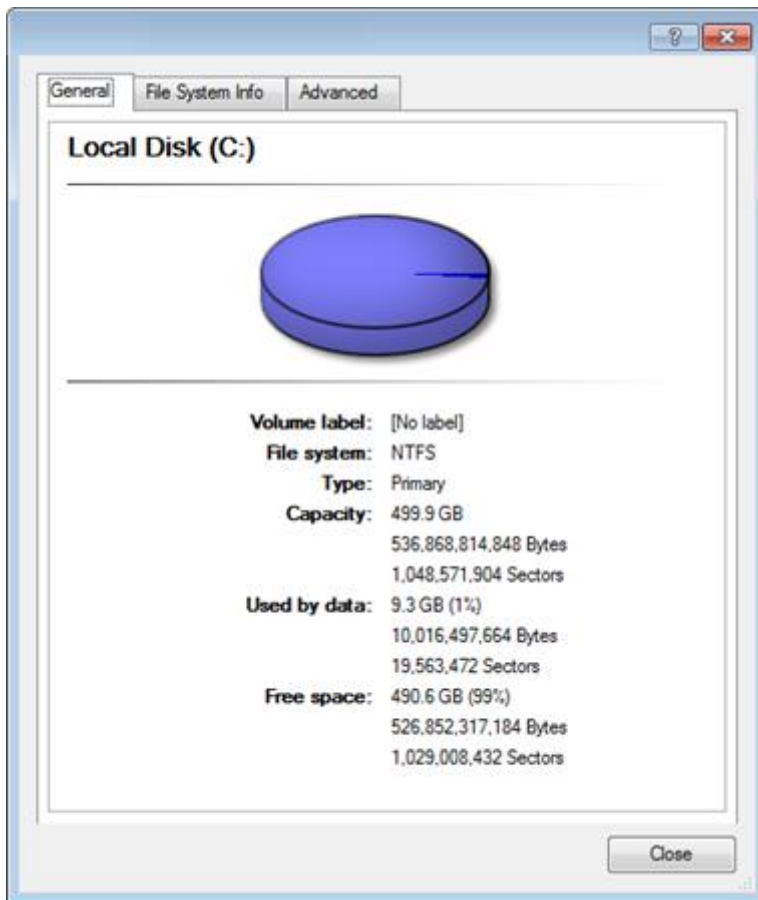 General File System Info Advanced
Local Disk (C:)
Volume label: [No label]
File system: NTFS
Type: Primary
Capacity: 499.9 GB
536,868,814,848 Bytes
1,048,571,904 Sectors
Used by data: 9.3 GB (1%)
10,016,497,664 Bytes
19,563,472 Sectors
Free space: 490.6 GB (99%)
526,852,317,184 Bytes
1,029,008,432 Sectors
Close